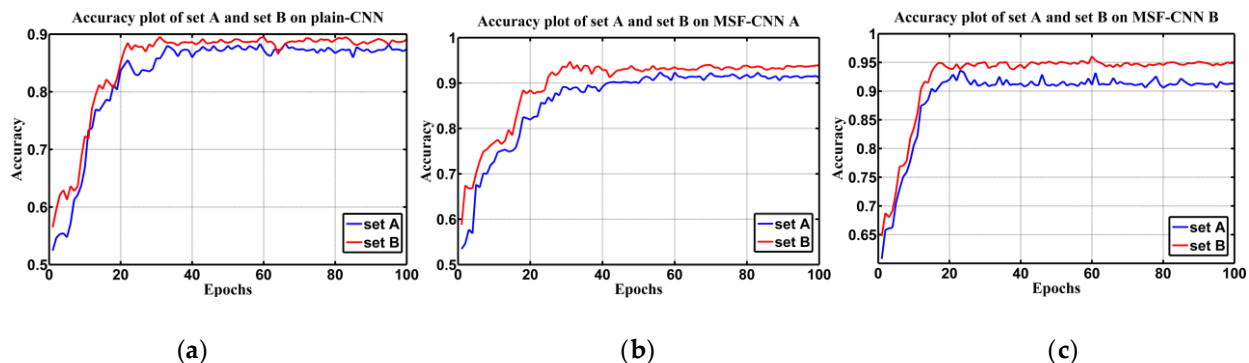 Accuracy plot of set A and set B on plain-CNN
0.9
0.8
0.7
0.6
0.5
Accuracy
20
40
60
80
100
Epochs
set A
set B
(a)
Accuracy plot of set A and set B on MSF-CNN A
1
0.9
0.8
0.7
0.6
0.5
Accuracy
0
20
40
60
80
100
Epochs
set A
set B
(b)
Accuracy plot of set A and set B on MSF-CNN B
1
0.95
0.9
0.85
0.8
0.75
0.7
0.65
Accuracy
0
20
40
60
80
100
Epochs
set A
set B
(c)